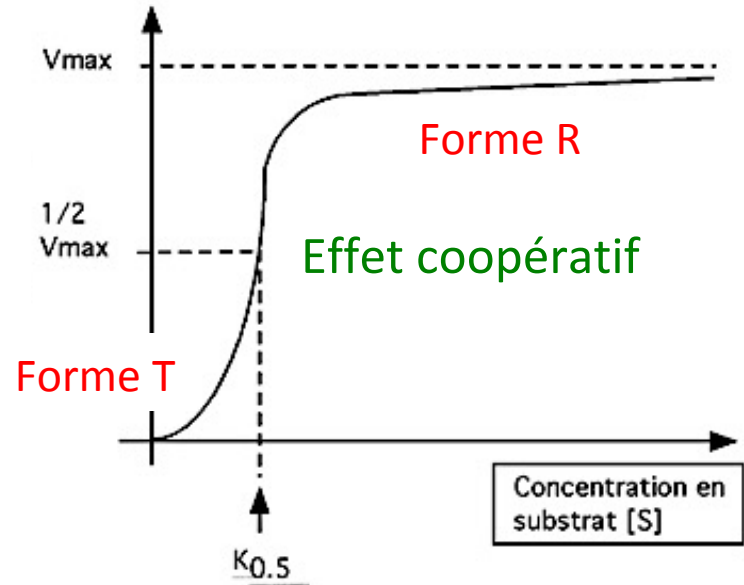 Vmax
Forme R
1/2
Vmax
Effet coopératif
Forme T
Concentration en
substrat [S]
K0.5